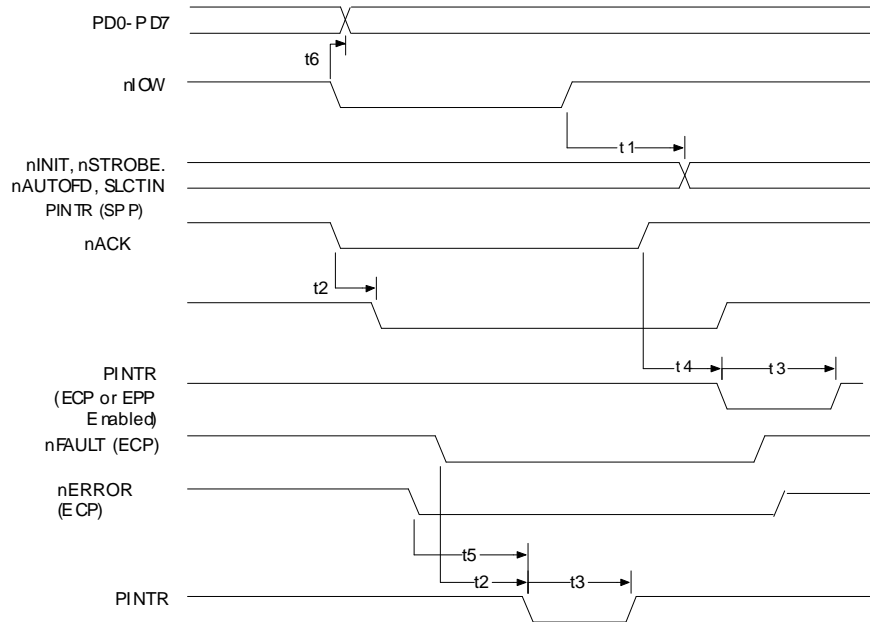 PD0-PD7
t6
nIOW
t1
nINIT, nSTROBE.
nAUTOFD, SLCTIN
PINTR (SPP)
nACK
t2
t4
t3
PINTR
(ECP or EPP
Enabled)
nFAULT (ECP)
nERROR
(ECP)
t5
t2
t3
PINTR